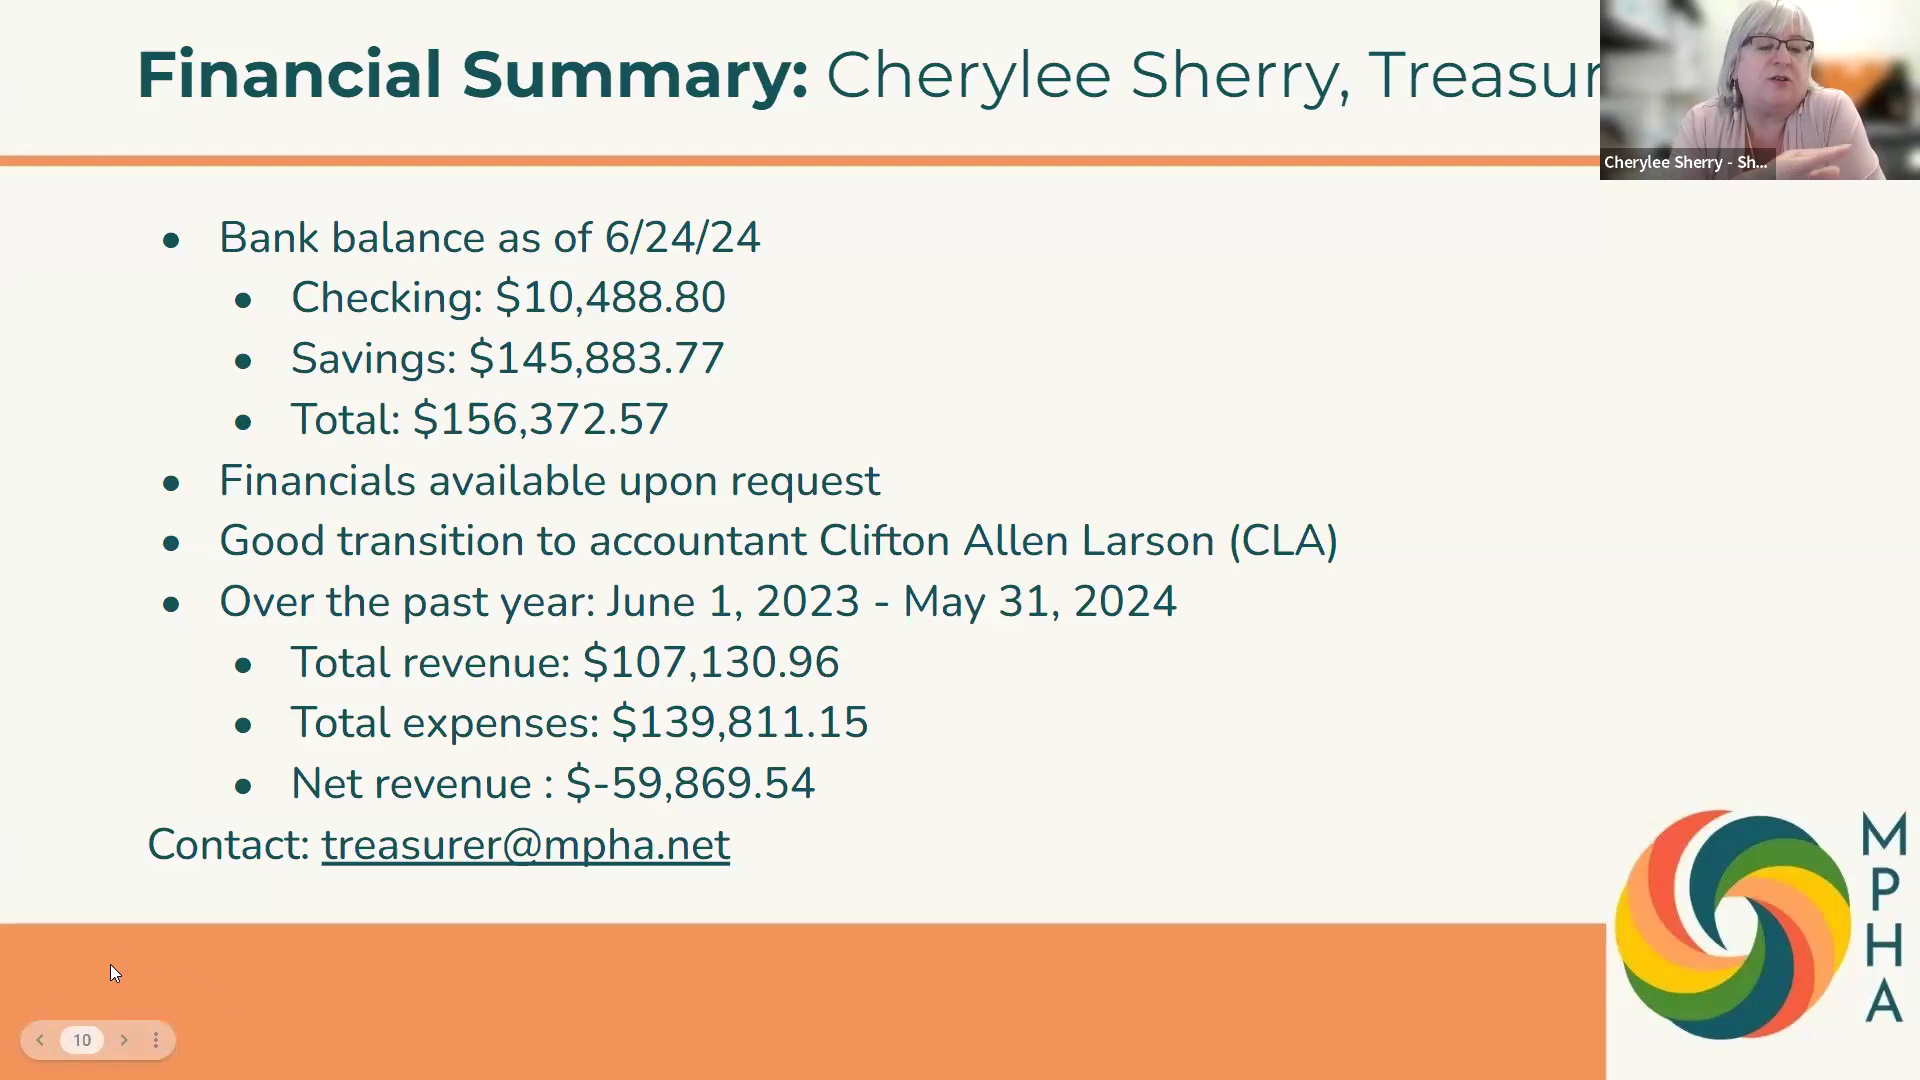 Financial Summary: Cherylee Sherry, Treasur
Cherylee Sherry - Sh...
• Bank balance as of 6/24/24
• Checking: $10,488.80
• Savings: $145,883.77
• Total: $156,372.57
• Financials available upon request
• Good transition to accountant Clifton Allen Larson (CLA)
• Over the past year: June 1, 2023 - May 31, 2024
• Total revenue: $107,130.96
• Total expenses: $139,811.15
• Net revenue : $-59,869.54
Contact: treasurer@mpha.net
M
P
H
A
10